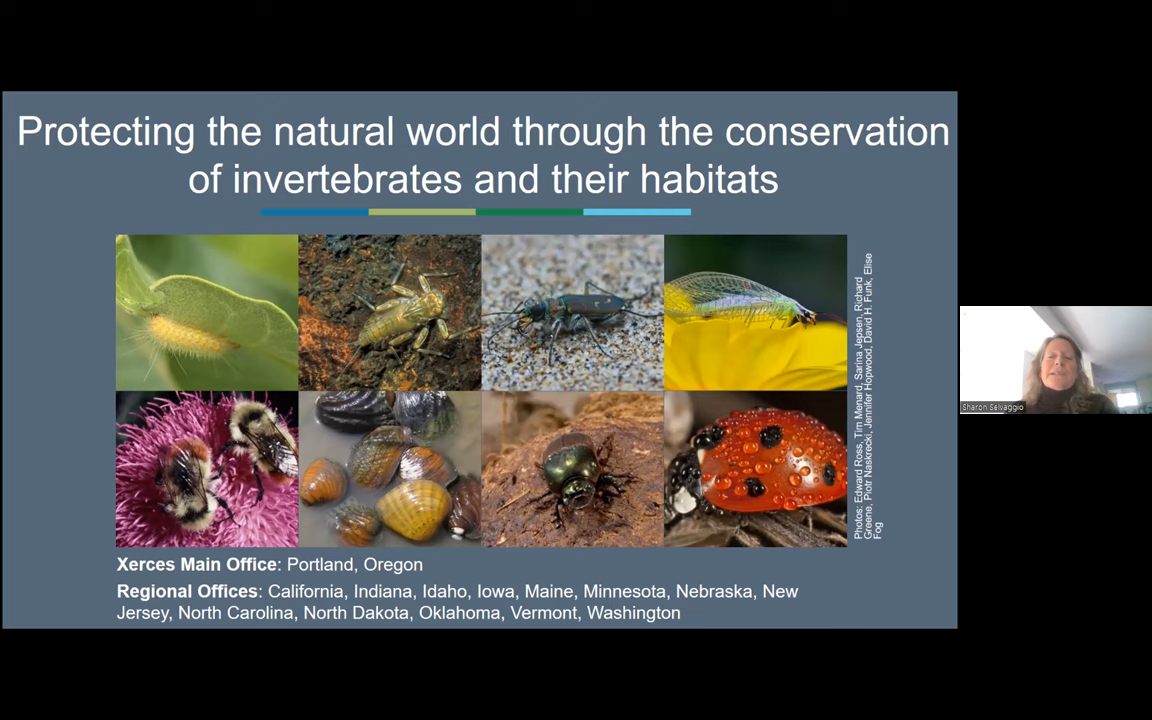 Protecting the natural world through the conservation
of invertebrates and their habitats
Photos: Edward Ross, Tim Menard, Sarina Jepsen, Richard
Greene, Piotr Naskrecki, Jennifer Hopwood, David H. Funk, Elise
Fog
Xerces Main Office: Portland, Oregon
Regional Offices: California, Indiana, Idaho, Iowa, Maine, Minnesota, Nebraska, New
Jersey, North Carolina, North Dakota, Oklahoma, Vermont, Washington
Sharon Selvaggio